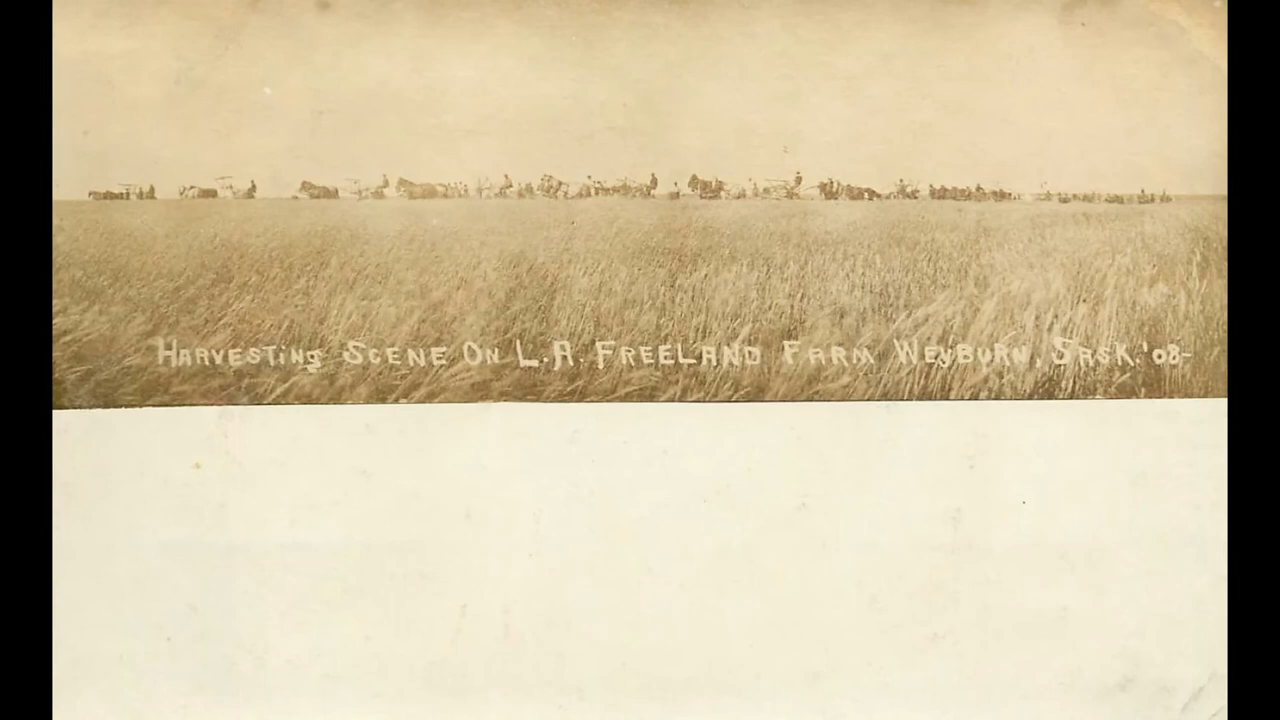 HARVESTING SCENE ON L.A. FREELAND FARM WEYBURN, SASK. '08-